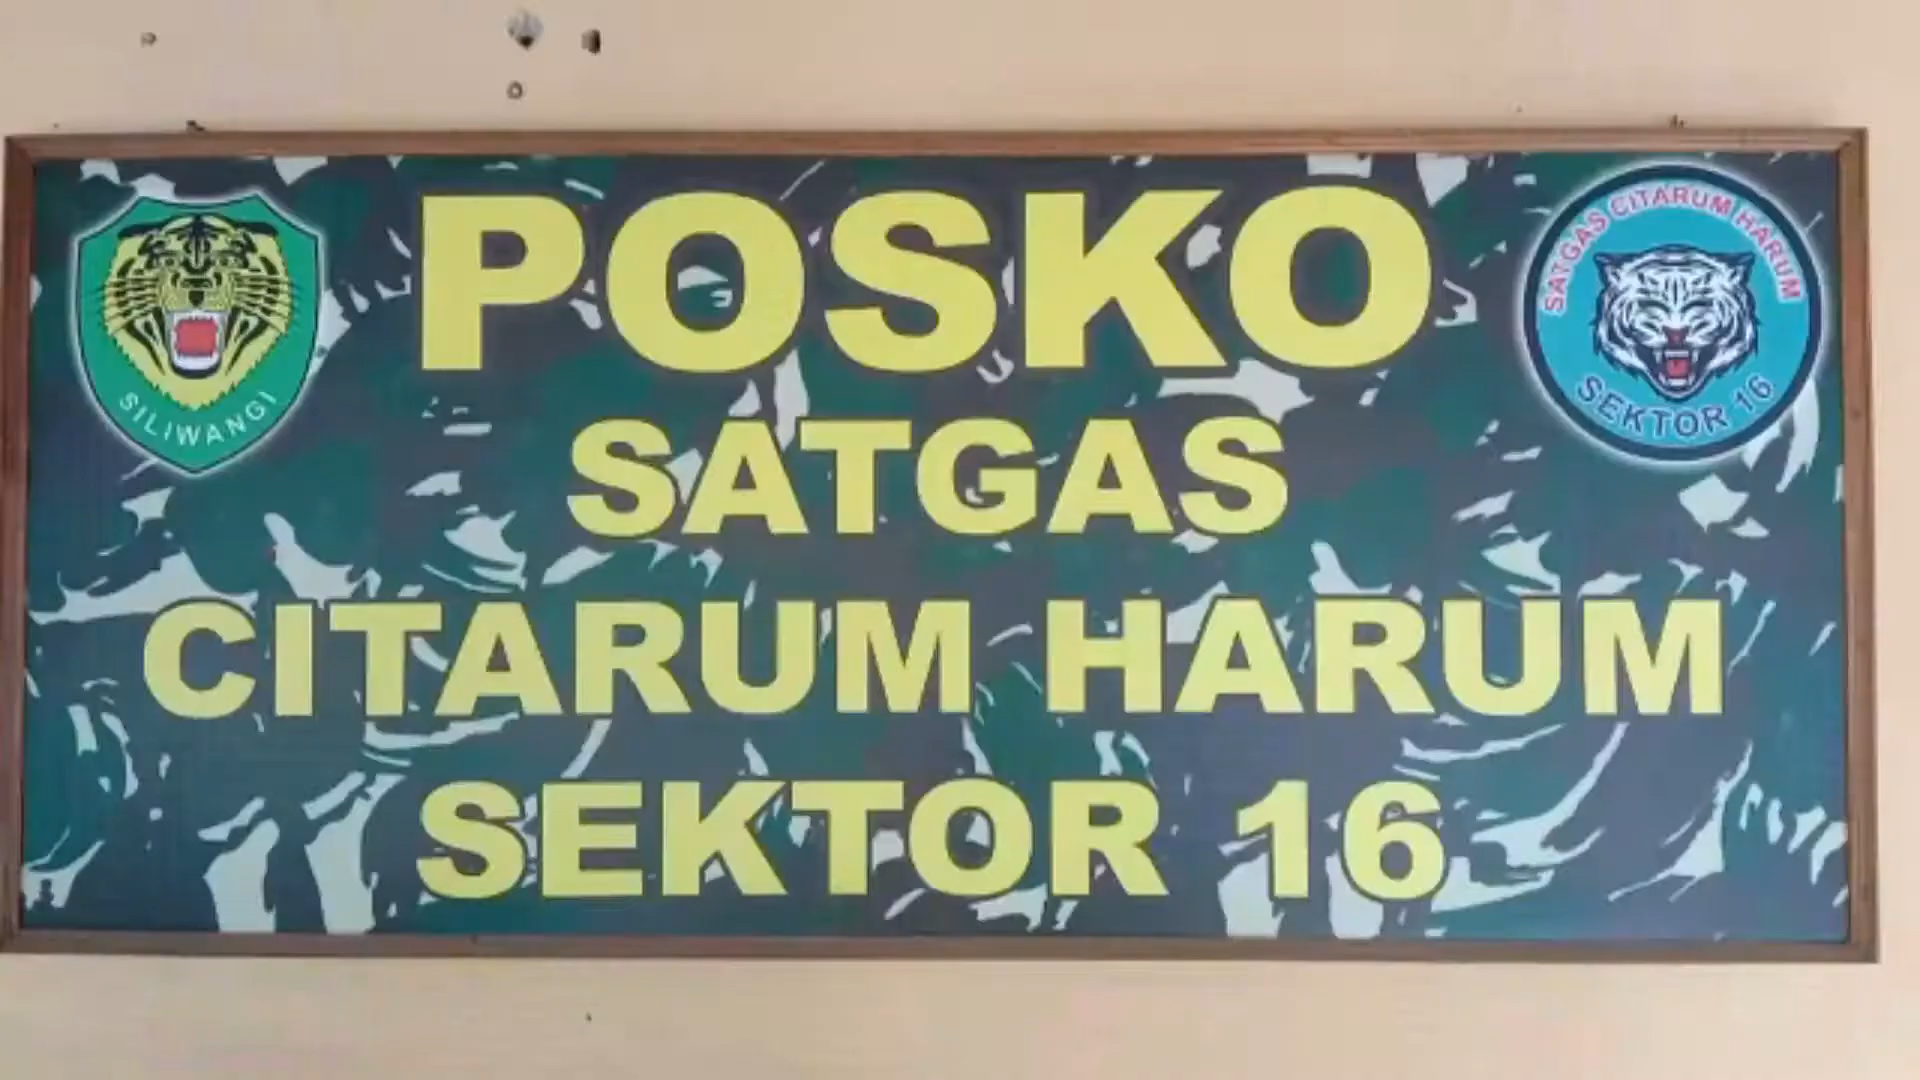 POSKO
SATGAS
CITARUM HARUM
SEKTOR 16
SILIWANGI
SATGAS CITARUM HARUM
SEKTOR 16